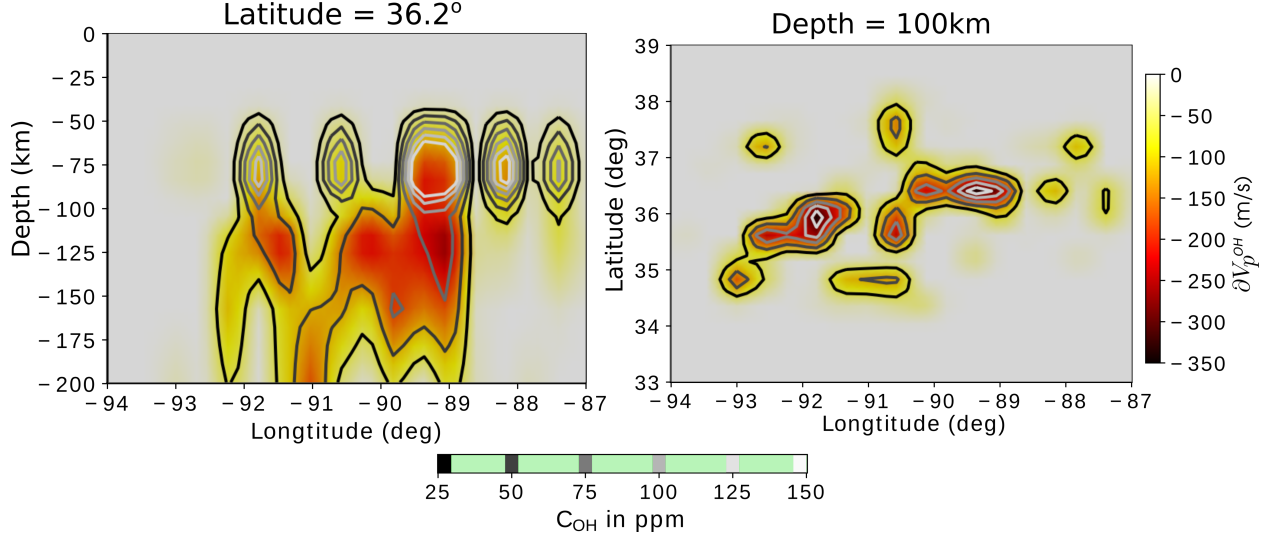 Latitude = 36.2º
Depth = 100km
0
−25
−50
−75
−100
−125
−150
−175
−200
Depth (km)
−94 −93 −92 −91 −90 −89 −88 −87
Longtitude (deg)
39
38
37
36
35
34
33
Latitude (deg)
−94 −93 −92 −91 −90 −89 −88 −87
Longtitude (deg)
0
−50
−100
−150
−200
−250
−300
−350
∂Vp^OH (m/s)
25 50 75 100 125 150
C_OH in ppm